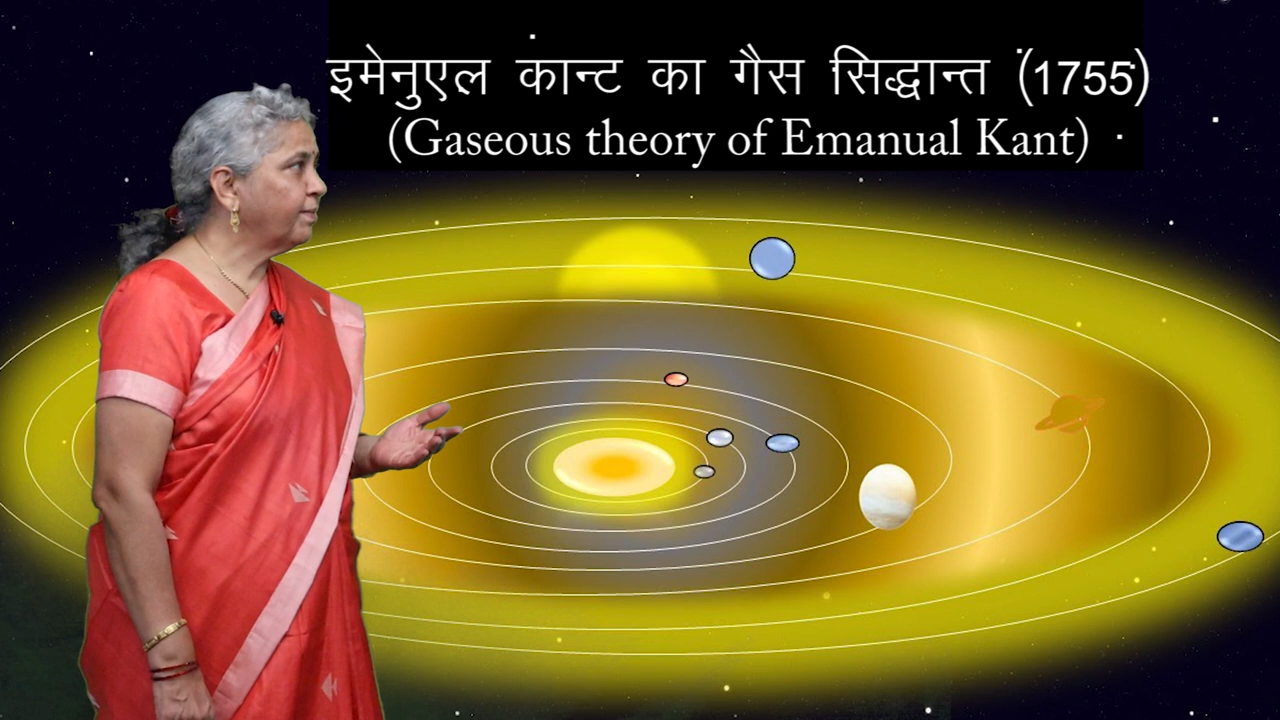 इमेनुएल कान्ट का गैस सिद्धान्त (1755)
(Gaseous theory of Emanual Kant)